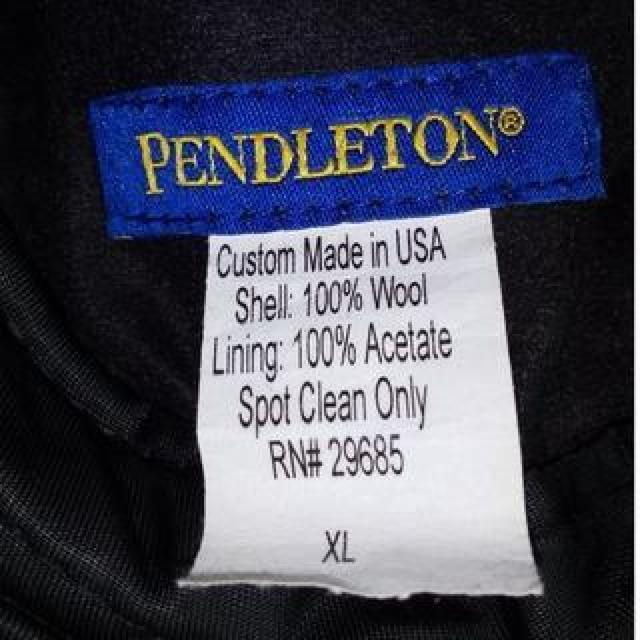 PENDLETON®
Custom Made in USA
Shell: 100% Wool
Lining: 100% Acetate
Spot Clean Only
RN# 29685
XL